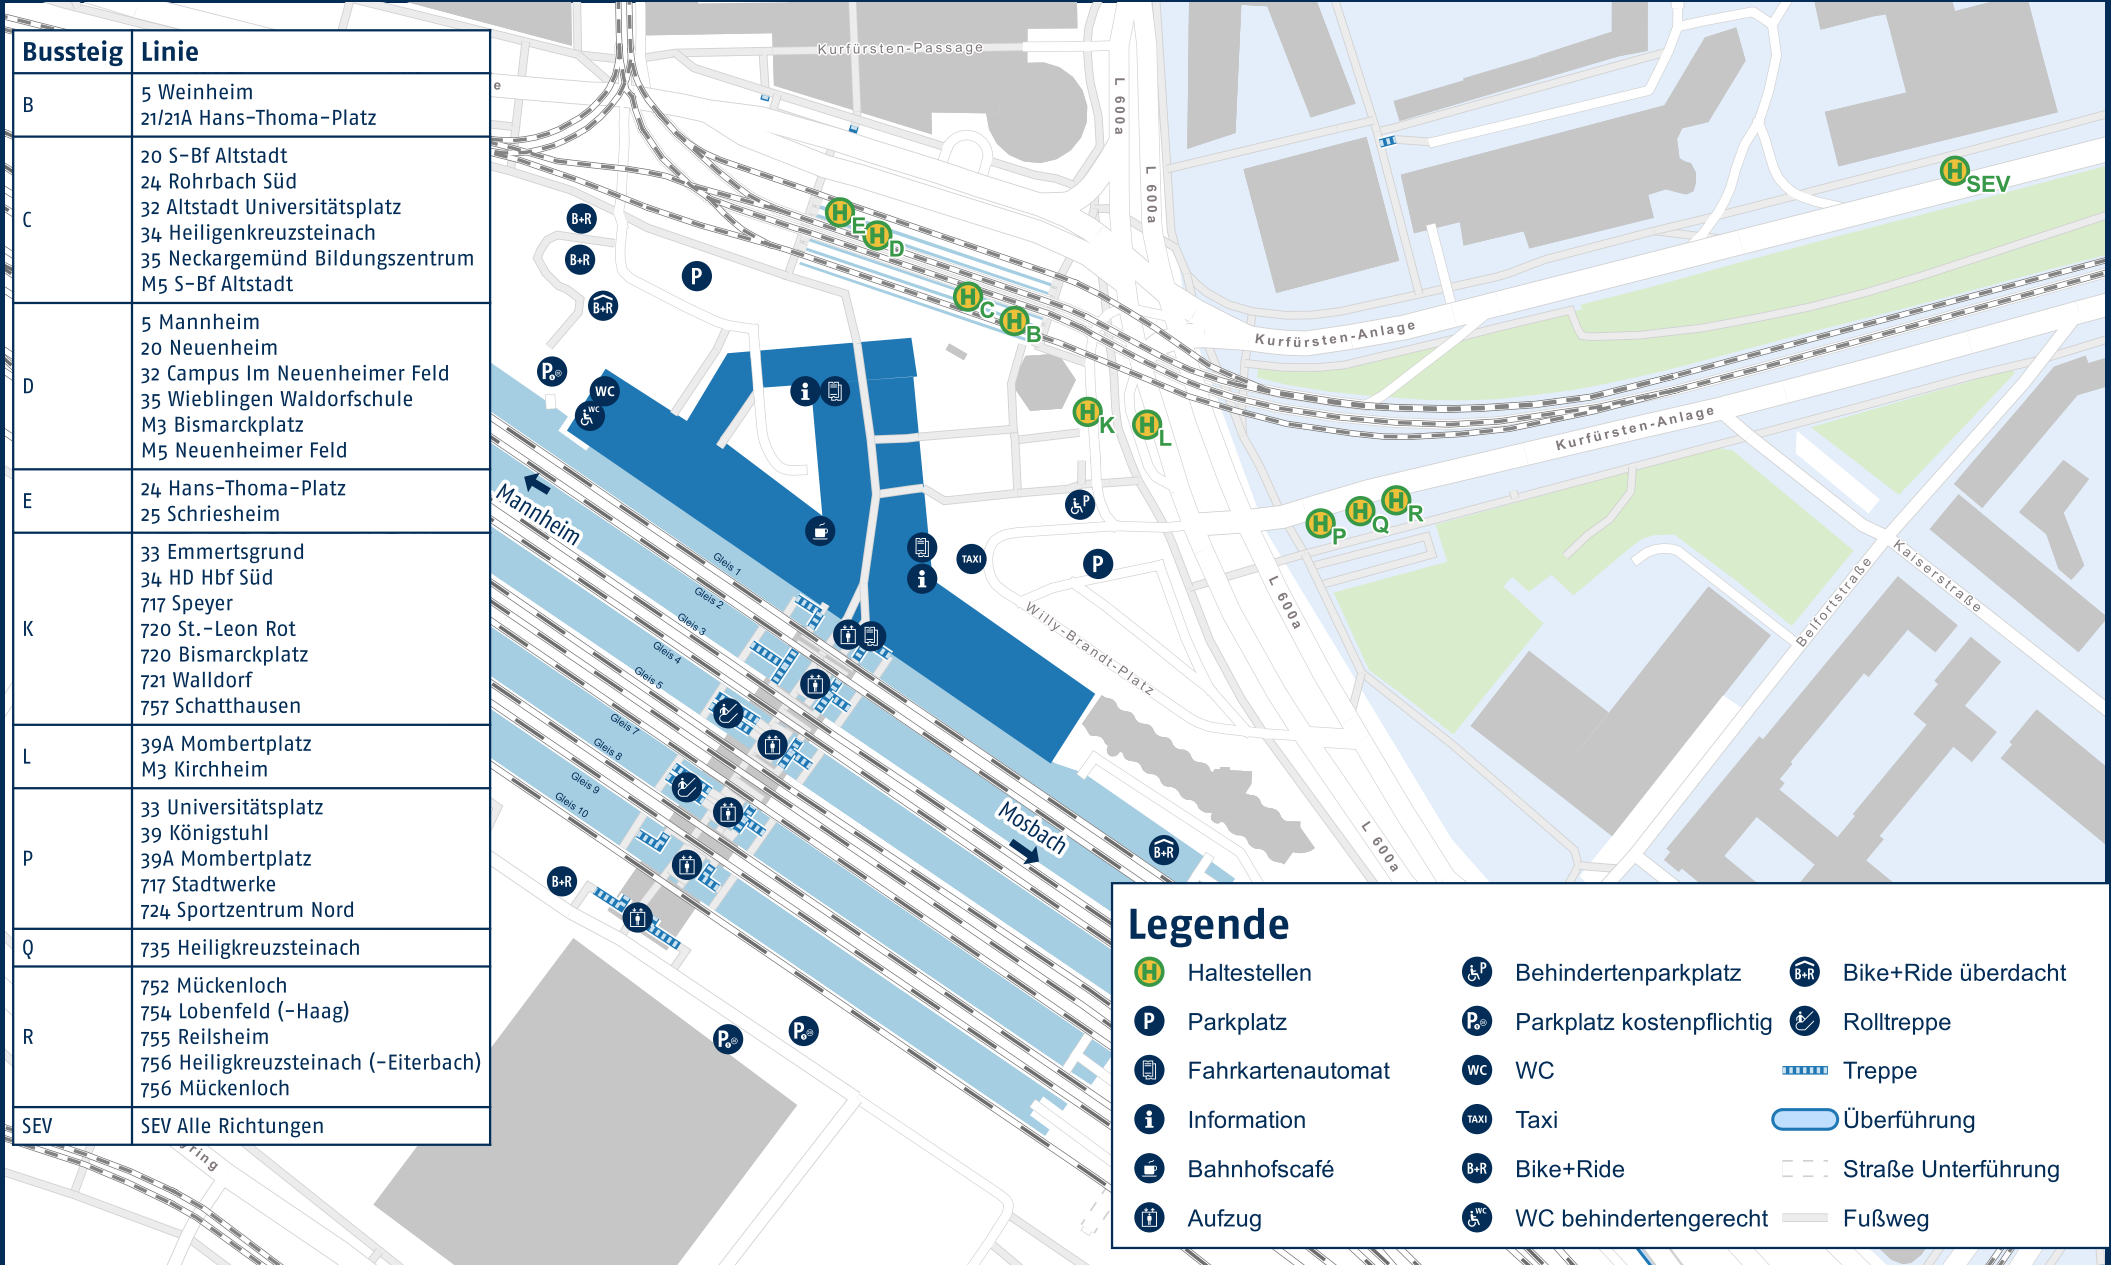 Bussteig Linie
B
5 Weinheim
21/21A Hans-Thoma-Platz
C
20 S-Bf Altstadt
24 Rohrbach Süd
32 Altstadt Universitätsplatz
34 Heiligenkreuzsteinach
35 Neckargemünd Bildungszentrum
M5 S-Bf Altstadt
D
5 Mannheim
20 Neuenheim
32 Campus Im Neuenheimer Feld
35 Wieblingen Waldorfschule
M3 Bismarckplatz
M5 Neuenheimer Feld
E
24 Hans-Thoma-Platz
25 Schriesheim
K
33 Emmertsgrund
34 HD Hbf Süd
717 Speyer
720 St.-Leon Rot
720 Bismarckplatz
721 Walldorf
757 Schatthausen
L
39A Mombertplatz
M3 Kirchheim
P
33 Universitätsplatz
39 Königstuhl
39A Mombertplatz
717 Stadtwerke
724 Sportzentrum Nord
Q
735 Heiligkreuzsteinach
R
752 Mückenloch
754 Lobenfeld (-Haag)
755 Reilsheim
756 Heiligkreuzsteinach (-Eiterbach)
756 Mückenloch
SEV
SEV Alle Richtungen
Kurfürsten-Passage
L 600a
L 600a
H SEV
H E
H D
H C
H B
B+R
B+R
B+R
P
P
WC
WC
i
Kurfürsten-Anlage
Kurfürsten-Anlage
H K
H L
H P
H Q
H R
P
P
TAXI
i
Mannheim
Gleis 1
Gleis 2
Gleis 3
Gleis 4
Gleis 5
Gleis 7
Gleis 8
Gleis 9
Gleis 10
Willy-Brandt-Platz
L 600a
L 600a
Kaiserstraße
Belfortstraße
Mosbach
B+R
B+R
P
P
ring
Legende
H Haltestellen
P Parkplatz
Fahrkartenautomat
i Information
Bahnhofscafé
Aufzug
P Behindertenparkplatz
P Parkplatz kostenpflichtig
WC WC
TAXI Taxi
B+R Bike+Ride
WC WC behindertengerecht
B+R Bike+Ride überdacht
Rolltreppe
Treppe
Überführung
Straße Unterführung
Fußweg